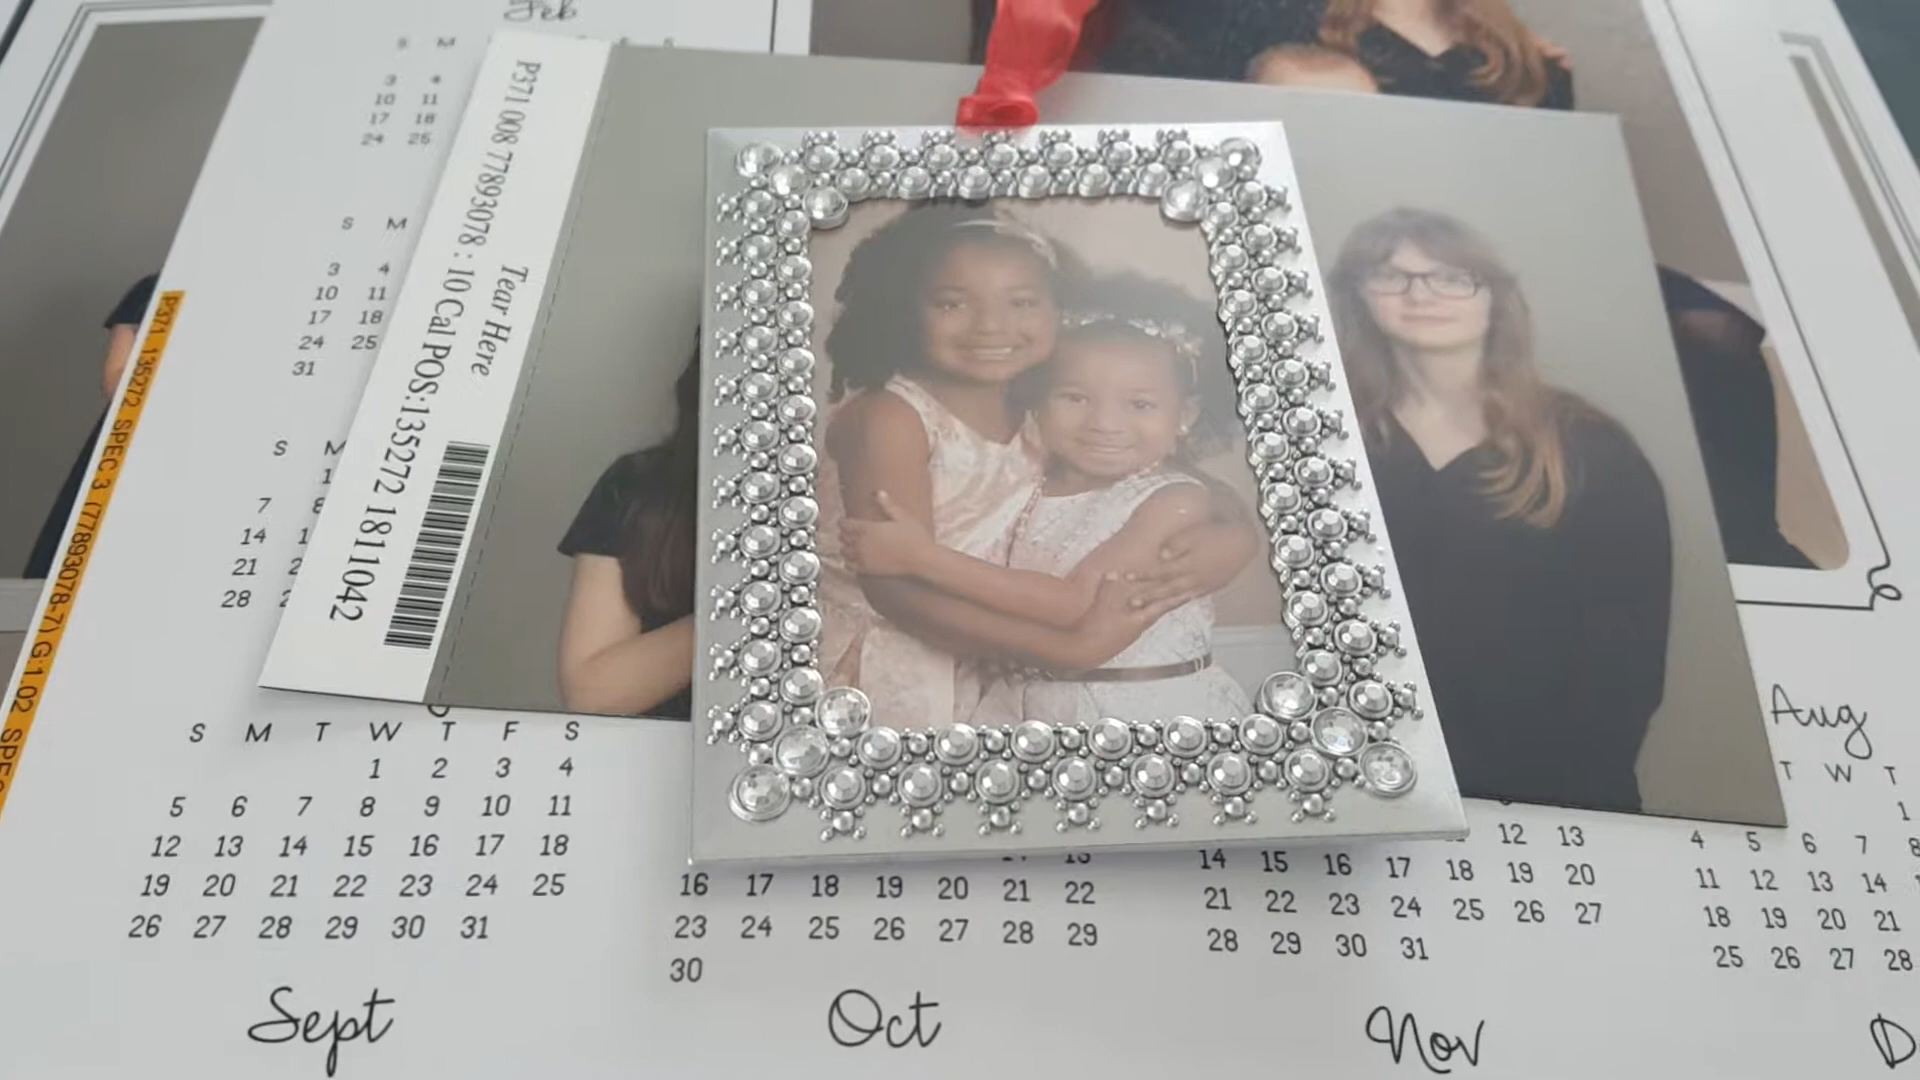 Feb
S M S S
3 4
10 11
17 18
24 25
S M
3 4
10 11
17 18
24 25
31
S M
1
7 8
14
21
28
P371 008 77893078 : 10 Cal POS:135272 1811042
Tear Here
P371 135272 SPEC 3 (77893078-7) G:1.02 SPEC
S M T W T F S
1 2 3 4
5 6 7 8 9 10 11
12 13 14 15 16 17 18
19 20 21 22 23 24 25
26 27 28 29 30 31
16 17 18 19 20 21 22
23 24 25 26 27 28 29
30
12 13
14 15 16 17 18 19 20
21 22 23 24 25 26 27
28 29 30 31
Aug
T W T
1
4 5 6 7 8
11 12 13 14
18 19 20 21
25 26 27 28
Sept
Oct
Nov